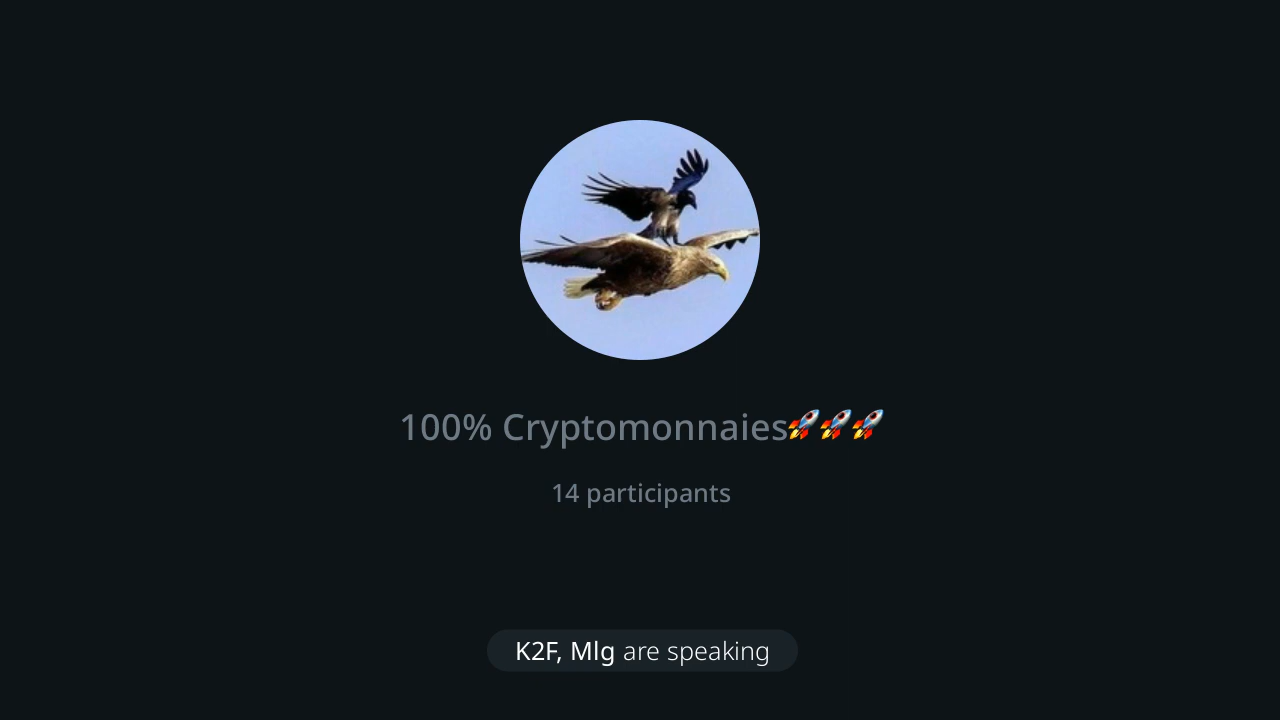 100% Cryptomonnaies🚀🚀🚀
14 participants
K2F, Mlg are speaking